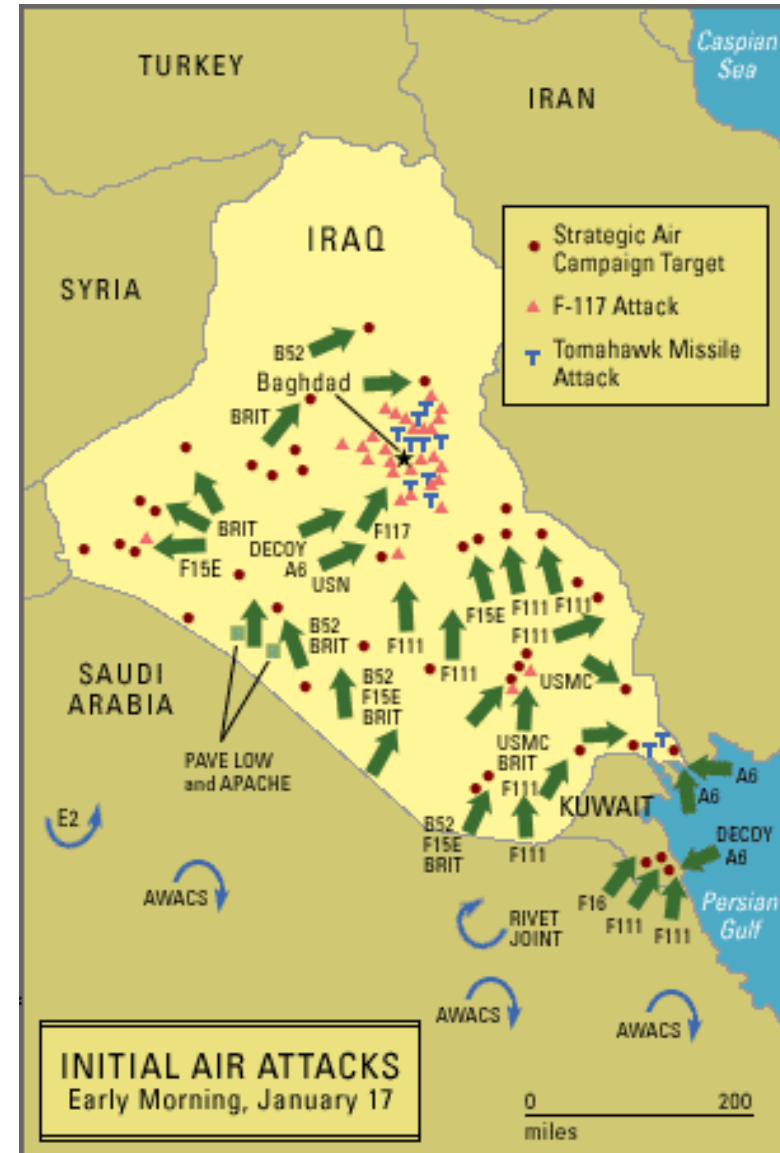 TURKEY
Caspian
Sea
IRAN
IRAQ
SYRIA
Strategic Air
Campaign Target
F-117 Attack
Tomahawk Missile
Attack
B52
Baghdad
BRIT
BRIT
F15E
DECOY
A6
USN
F117
F15E
F111
F111
F111
B52
BRIT
F111
F111
USMC
SAUDI
ARABIA
B52
F15E
BRIT
USMC
BRIT
F111
PAVE LOW
and APACHE
KUWAIT
A6
A6
E2
B52
F15E
BRIT
F111
DECOY
A6
AWACS
F16
F111
F111
RIVET
JOINT
Persian
Gulf
AWACS
AWACS
INITIAL AIR ATTACKS
Early Morning, January 17
0 200
miles